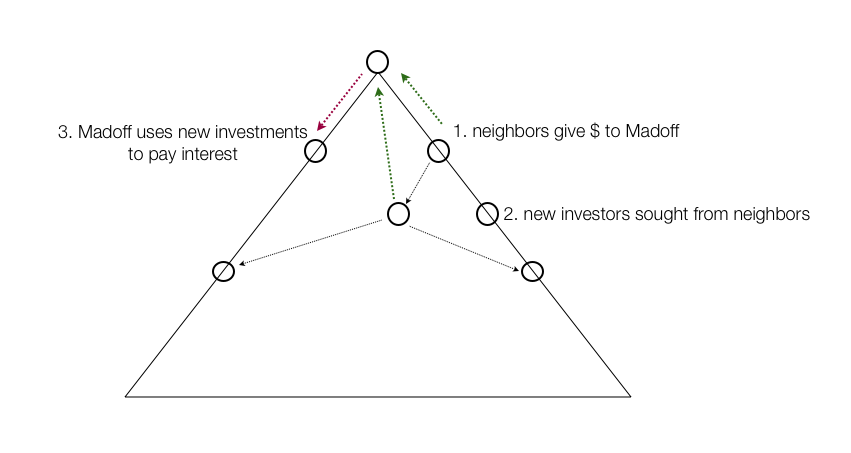 1. neighbors give $ to Madoff
3. Madoff uses new investments
to pay interest
2. new investors sought from neighbors